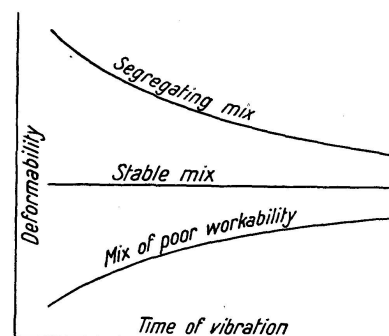 Segregating mix
Stable mix
Mix of poor workability
Deformability
Time of vibration